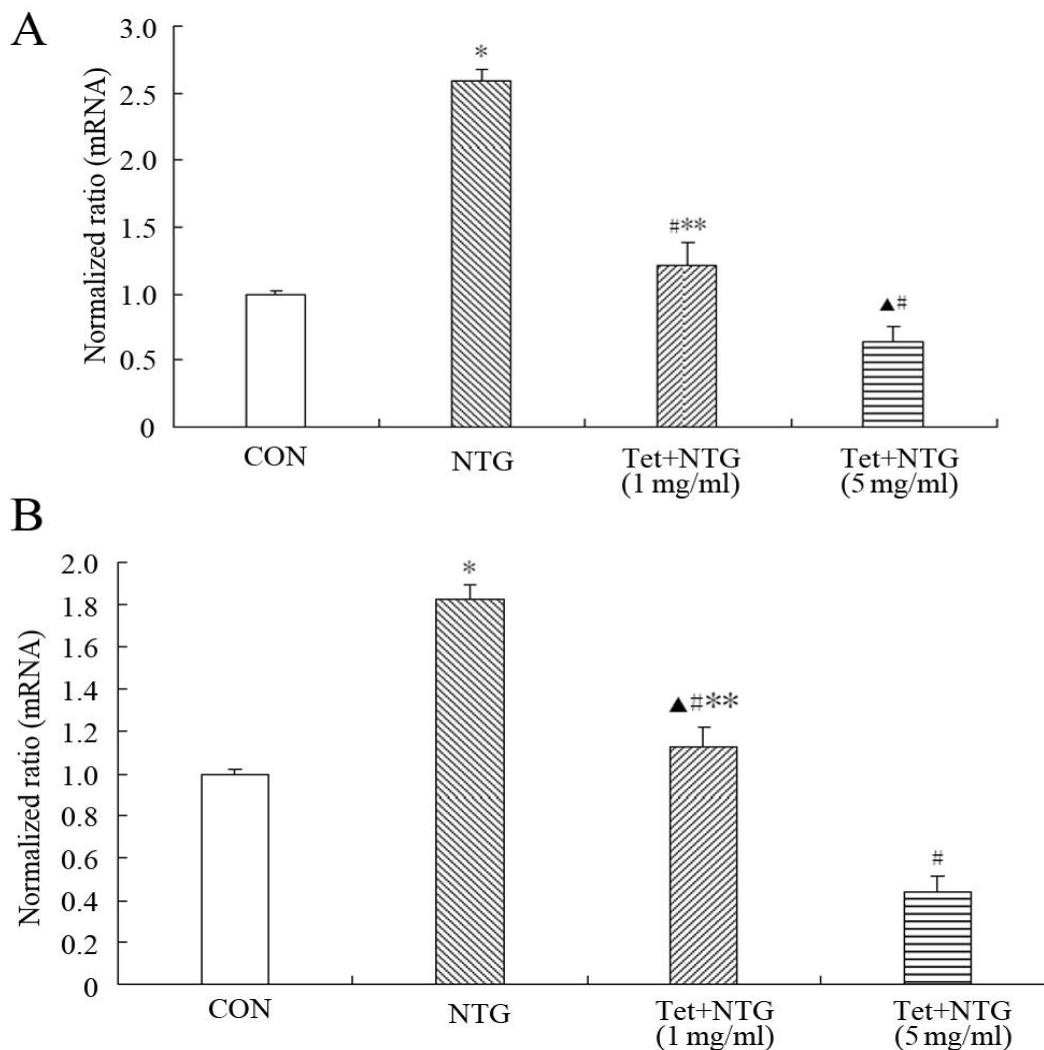 A
Normalized ratio (mRNA)
3.0
2.5
2.0
1.5
1.0
0.5
0
*
#**
▲#
CON
NTG
Tet+NTG
(1 mg/ml)
Tet+NTG
(5 mg/ml)
B
Normalized ratio (mRNA)
2.0
1.8
1.6
1.4
1.2
1.0
0.8
0.6
0.4
0.2
0
*
▲#**
#
CON
NTG
Tet+NTG
(1 mg/ml)
Tet+NTG
(5 mg/ml)